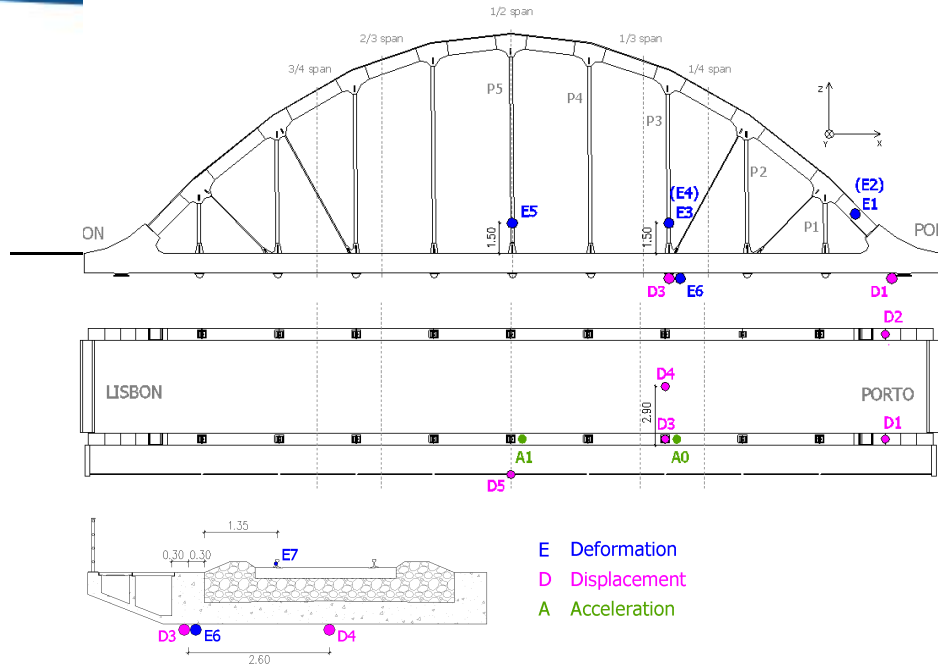 1/2 span
2/3 span
1/3 span
3/4 span
1/4 span
P5
P4
P3
P2
P1
Z
Y
X
(E2)
E1
(E4)
E3
E5
1.50
1.50
ON
D3
E6
D1
D2
LISBON
PORTO
D4
2.90
D3
D1
A1
A0
D5
1.35
0.30
0.30
E7
E Deformation
D Displacement
A Acceleration
D3
E6
D4
2.60